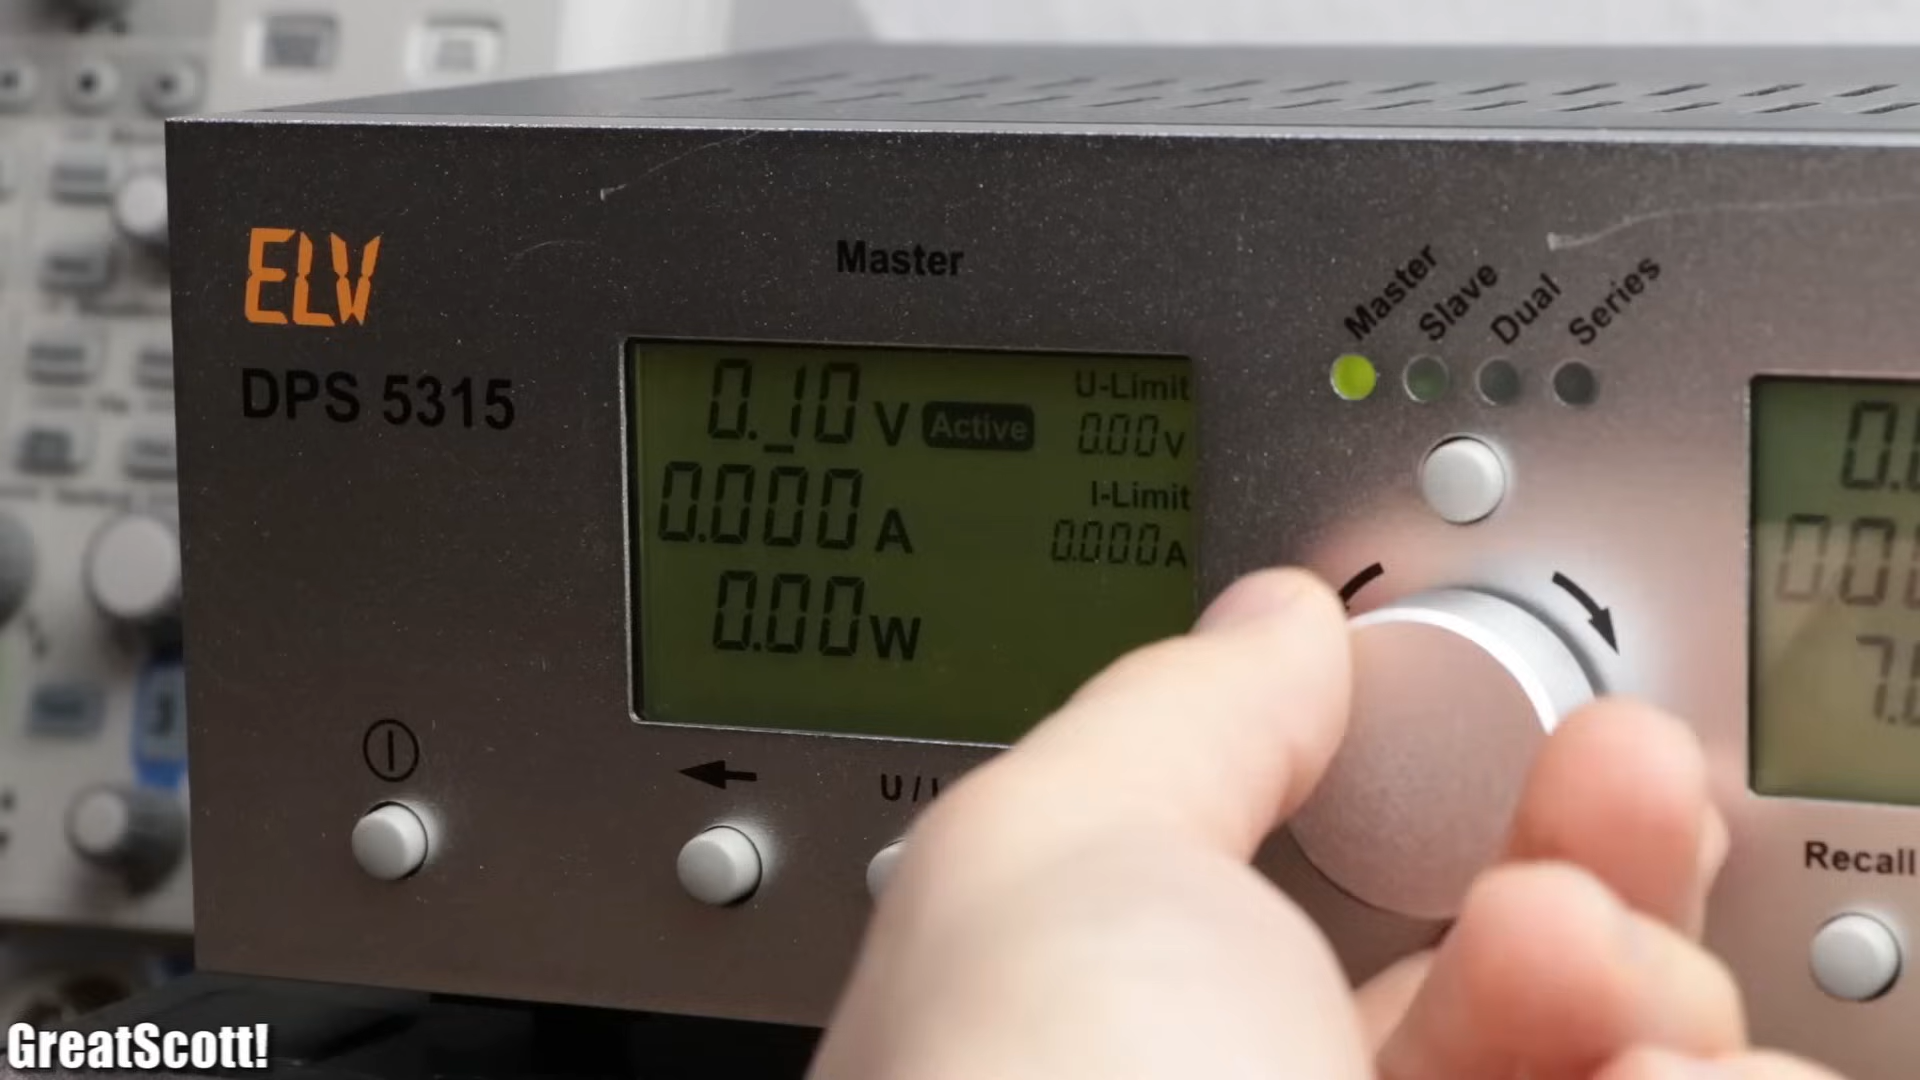 ELV
DPS 5315
Master
0.10 V Active
U-Limit
0.00 V
0.000 A
I-Limit
0.000 A
0.00 W
Master
Slave
Dual
Series
U / I
Recall
GreatScott!